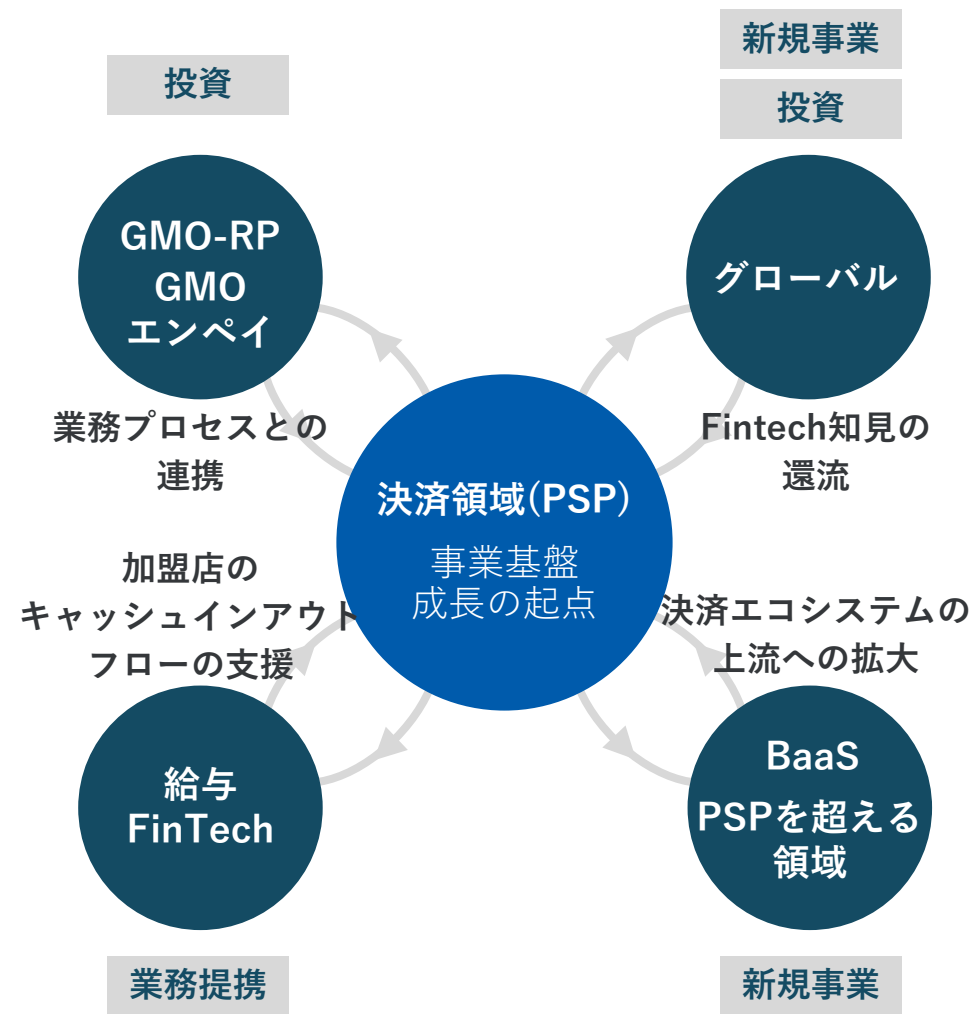 投資
新規事業
投資
GMO-RP
GMO
エンペイ
グローバル
業務プロセスとの
連携
Fintech知見の
還流
決済領域(PSP)
事業基盤
成長の起点
加盟店の
キャッシュインアウト
フローの支援
決済エコシステムの
上流への拡大
給与
FinTech
BaaS
PSPを超える
領域
業務提携
新規事業